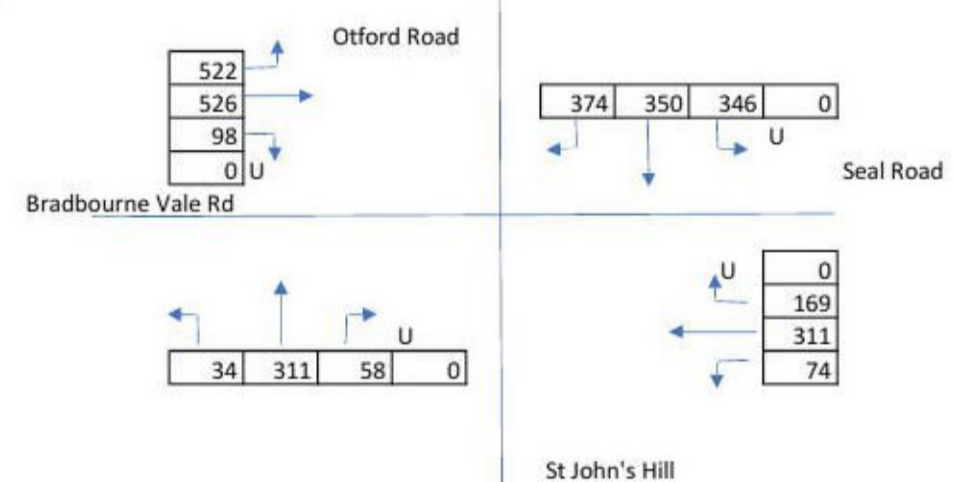 Otford Road
522
526
98
0 U
374 350 346 0
U
Seal Road
Bradbourne Vale Rd
U 0
169
311
74
U
34 311 58 0
St John's Hill